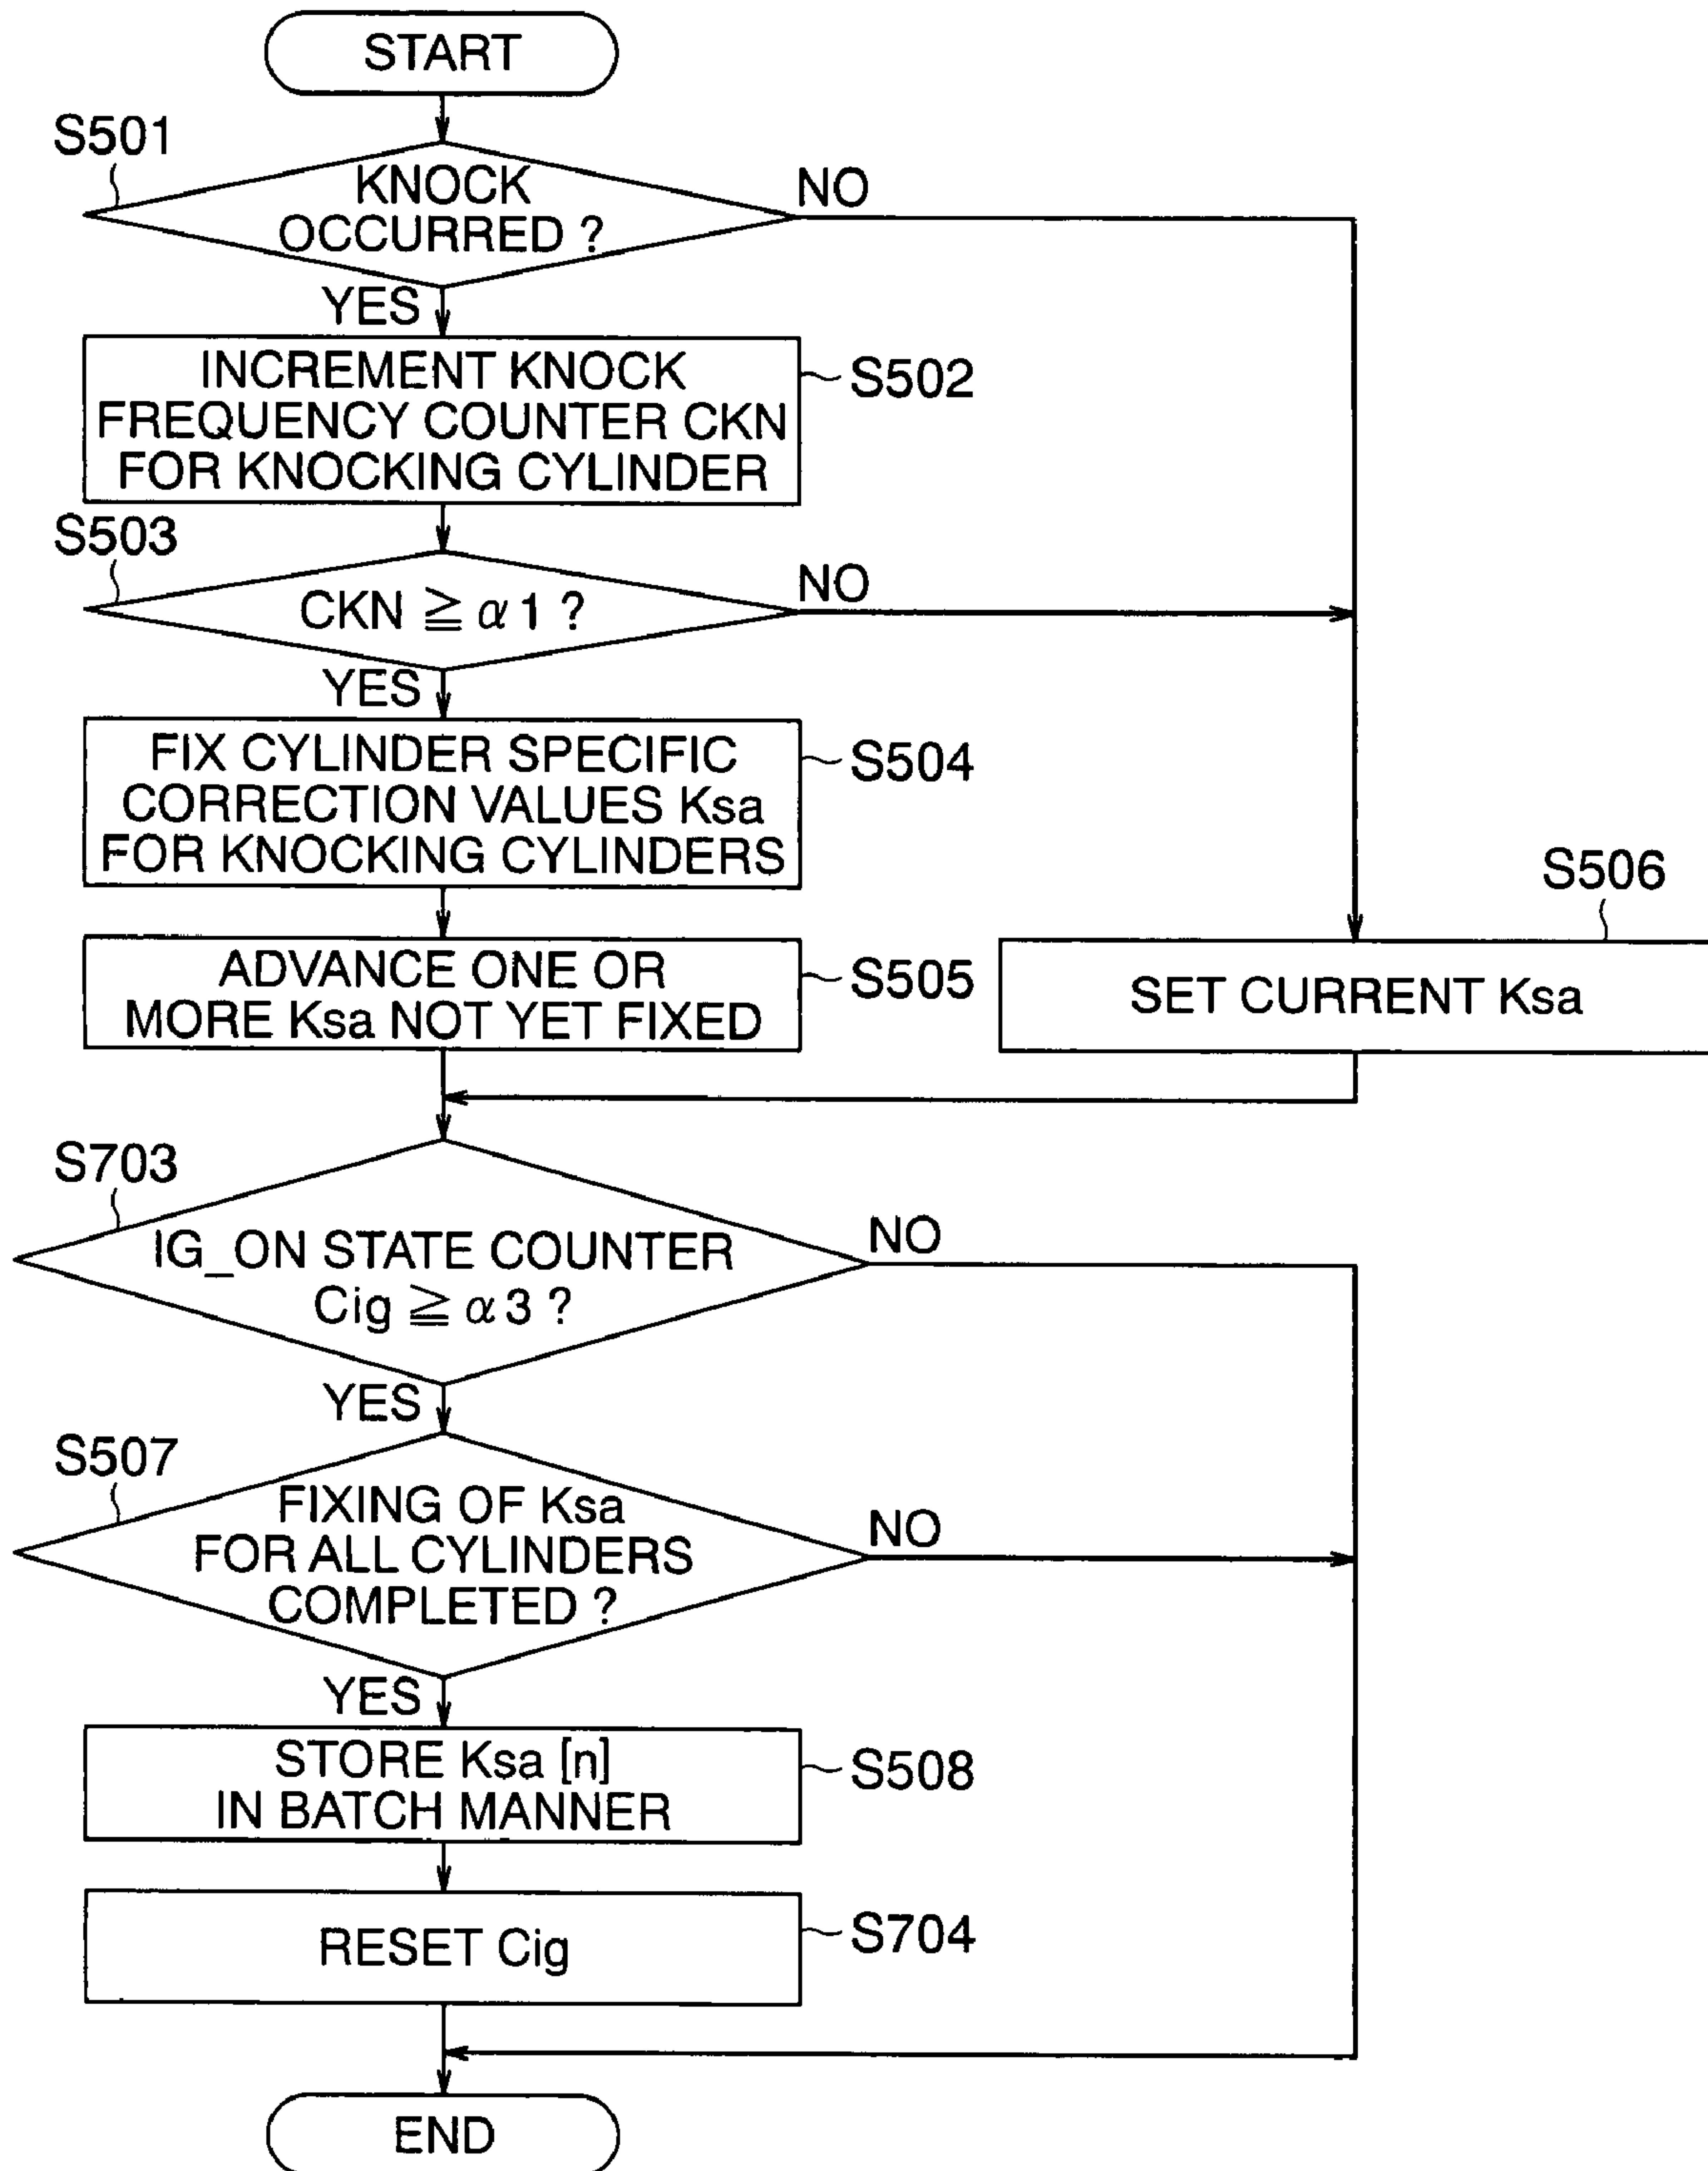 START
S501
KNOCK
OCCURRED ?
NO
YES
INCREMENT KNOCK
FREQUENCY COUNTER CKN
FOR KNOCKING CYLINDER
S502
S503
CKN ≧ α1 ?
NO
YES
FIX CYLINDER SPECIFIC
CORRECTION VALUES Ksa
FOR KNOCKING CYLINDERS
S504
ADVANCE ONE OR
MORE Ksa NOT YET FIXED
S505
S506
SET CURRENT Ksa
S703
IG_ON STATE COUNTER
Cig ≧ α3 ?
NO
YES
S507
FIXING OF Ksa
FOR ALL CYLINDERS
COMPLETED ?
NO
YES
STORE Ksa [n]
IN BATCH MANNER
S508
RESET Cig
S704
END